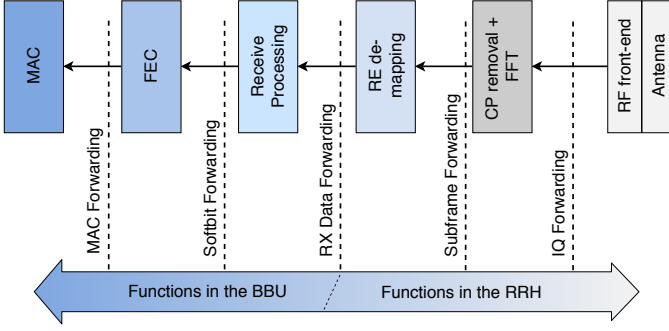 MAC
FEC
Receive
Processing
RE de-
mapping
CP removal +
FFT
RF front-end
Antenna
MAC Forwarding
Softbit Forwarding
RX Data Forwarding
Subframe Forwarding
IQ Forwarding
Functions in the BBU
Functions in the RRH